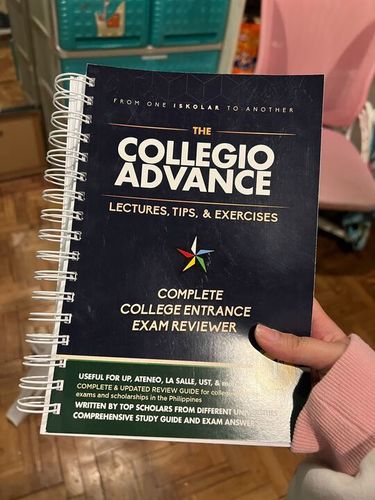 FROM ONE ISKOLAR TO ANOTHER
THE
COLLEGIO
ADVANCE
LECTURES, TIPS, & EXERCISES
COMPLETE
COLLEGE ENTRANCE
EXAM REVIEWER
USEFUL FOR UP, ATENEO, LA SALLE, UST, &
COMPLETE & UPDATED REVIEW GUIDE for
exams and scholarships in the Philippines
WRITTEN BY TOP SCHOLARS FROM DIFFERENT
COMPREHENSIVE STUDY GUIDE AND EXAM